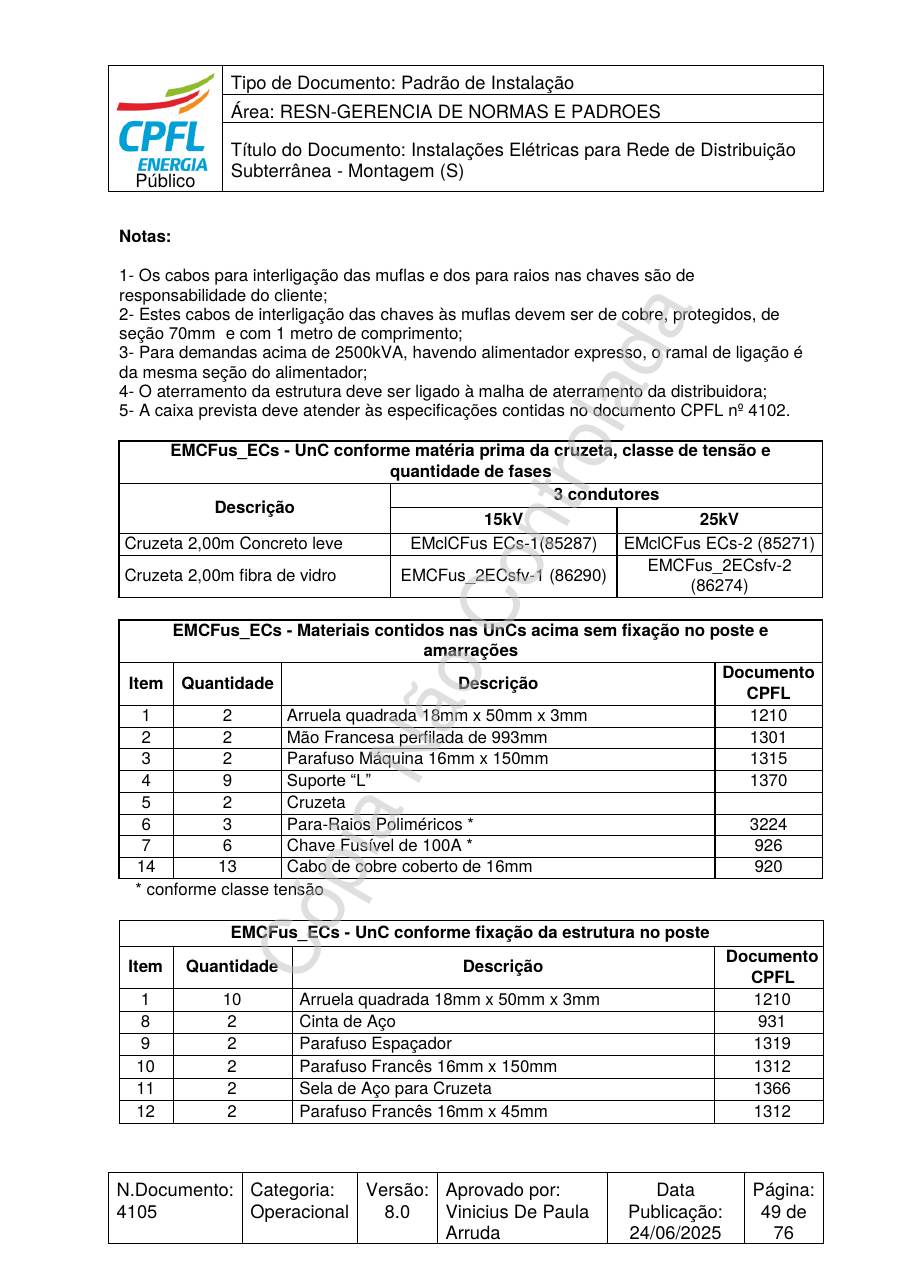 CPFL
ENERGIA
Público
Tipo de Documento: Padrão de Instalação
Área: RESN-GERENCIA DE NORMAS E PADROES
Título do Documento: Instalações Elétricas para Rede de Distribuição
Subterrânea - Montagem (S)
Notas:
1- Os cabos para interligação das muflas e dos para raios nas chaves são de
responsabilidade do cliente;
2- Estes cabos de interligação das chaves às muflas devem ser de cobre, protegidos, de
seção 70mm  e com 1 metro de comprimento;
3- Para demandas acima de 2500kVA, havendo alimentador expresso, o ramal de ligação é
da mesma seção do alimentador;
4- O aterramento da estrutura deve ser ligado à malha de aterramento da distribuidora;
5- A caixa prevista deve atender às especificações contidas no documento CPFL nº 4102.
EMCFus_ECs - UnC conforme matéria prima da cruzeta, classe de tensão e
quantidade de fases
Descrição 3 condutores
15kV 25kV
Cruzeta 2,00m Concreto leve EMclCFus ECs-1(85287) EMclCFus ECs-2 (85271)
Cruzeta 2,00m fibra de vidro EMCFus_2ECsfv-1 (86290) EMCFus_2ECsfv-2
(86274)
EMCFus_ECs - Materiais contidos nas UnCs acima sem fixação no poste e
amarrações
Item Quantidade Descrição Documento
CPFL
1 2 Arruela quadrada 18mm x 50mm x 3mm 1210
2 2 Mão Francesa perfilada de 993mm 1301
3 2 Parafuso Máquina 16mm x 150mm 1315
4 9 Suporte “L” 1370
5 2 Cruzeta
6 3 Para-Raios Poliméricos * 3224
7 6 Chave Fusível de 100A * 926
14 13 Cabo de cobre coberto de 16mm 920
* conforme classe tensão
EMCFus_ECs - UnC conforme fixação da estrutura no poste
Item Quantidade Descrição Documento
CPFL
1 10 Arruela quadrada 18mm x 50mm x 3mm 1210
8 2 Cinta de Aço 931
9 2 Parafuso Espaçador 1319
10 2 Parafuso Francês 16mm x 150mm 1312
11 2 Sela de Aço para Cruzeta 1366
12 2 Parafuso Francês 16mm x 45mm 1312
Cópia Não Controlada
N.Documento: Categoria: Versão: Aprovado por: Data Página:
4105 Operacional 8.0 Vinicius De Paula Publicação: 49 de
Arruda 24/06/2025 76